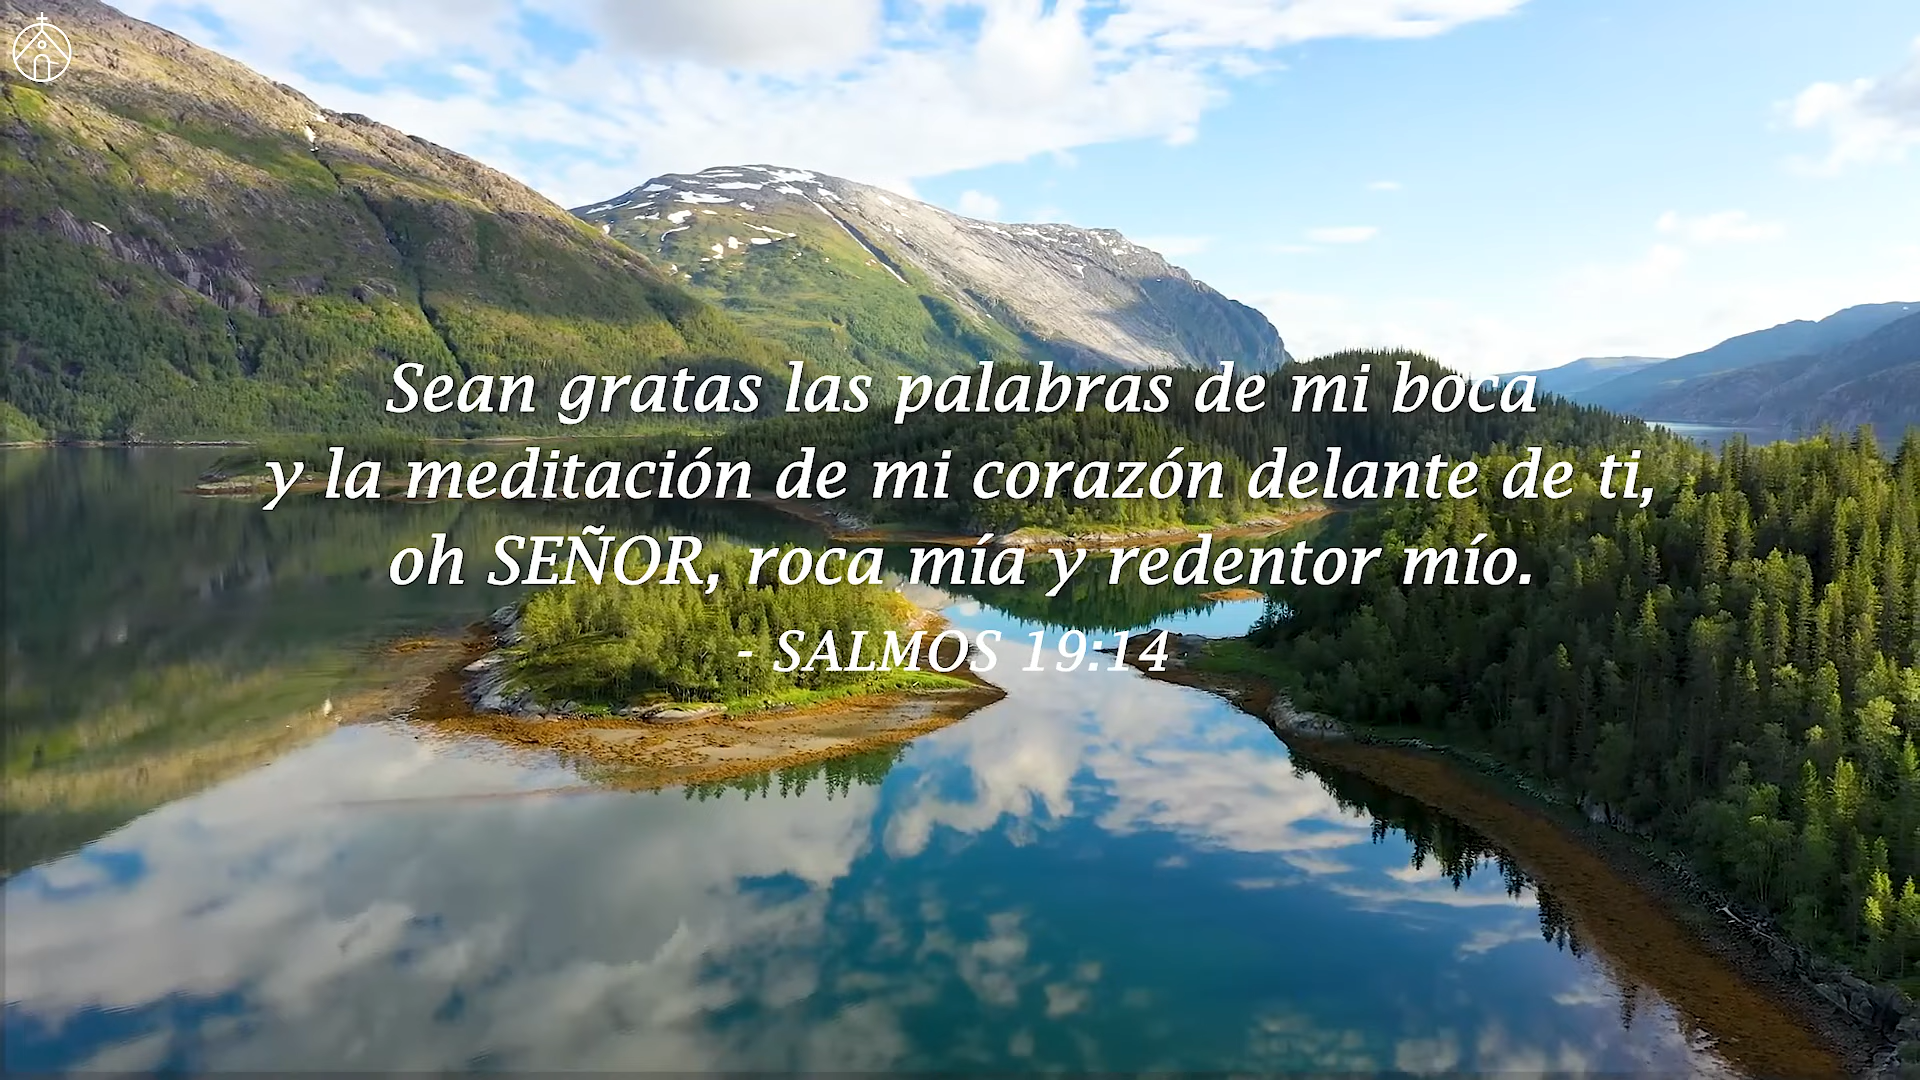 Sean gratas las palabras de mi boca
y la meditación de mi corazón delante de ti,
oh SEÑOR, roca mía y redentor mío.
- SALMOS 19:14